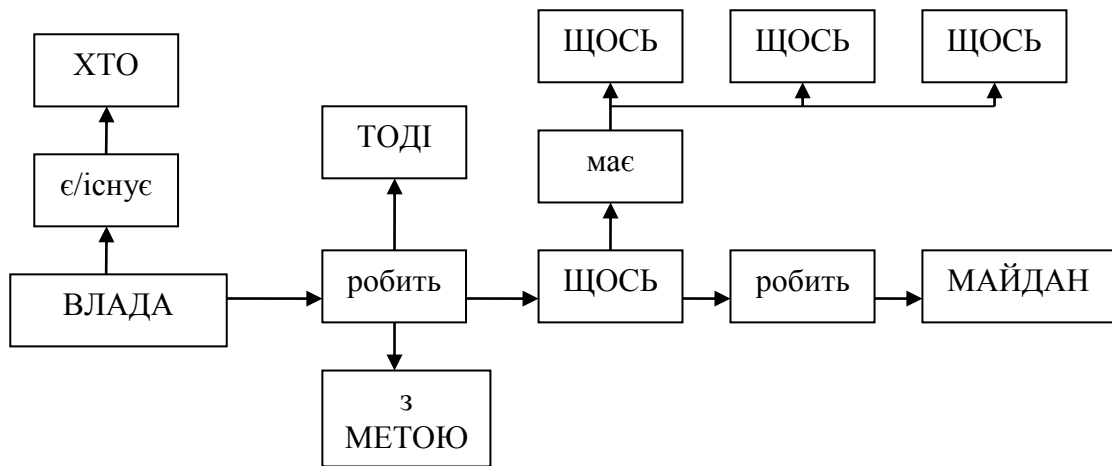 ЩОСЬ ЩОСЬ ЩОСЬ
ХТО
ТОДІ
має
є/існує
ВЛАДА
робить
ЩОСЬ
робить
МАЙДАН
з
МЕТОЮ